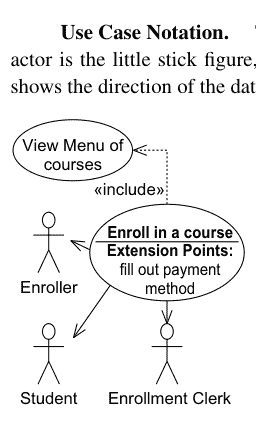 Use Case Notation.
actor is the little stick figure,
shows the direction of the dat
View Menu of
courses
«include»
Enroll in a course
Extension Points:
fill out payment
method
Enroller
Student
Enrollment Clerk